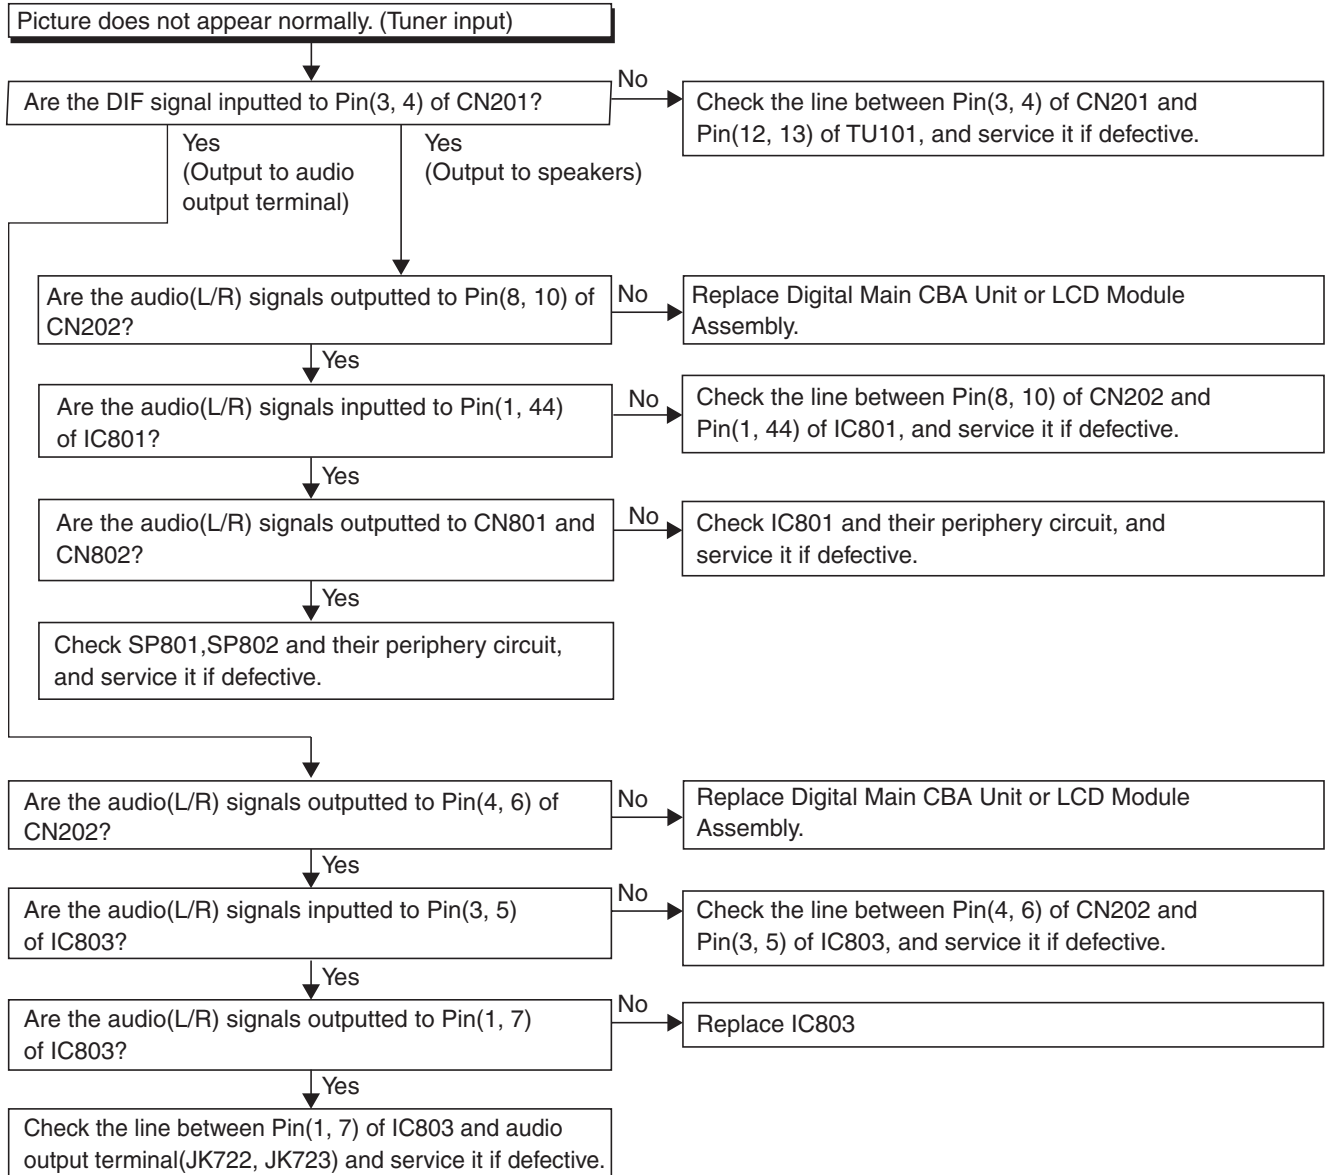 Picture does not appear normally. (Tuner input)
Are the DIF signal inputted to Pin(3, 4) of CN201?
No
Check the line between Pin(3, 4) of CN201 and
Pin(12, 13) of TU101, and service it if defective.
Yes
(Output to audio
output terminal)
Yes
(Output to speakers)
Are the audio(L/R) signals outputted to Pin(8, 10) of
CN202?
No
Replace Digital Main CBA Unit or LCD Module
Assembly.
Yes
Are the audio(L/R) signals inputted to Pin(1, 44)
of IC801?
No
Check the line between Pin(8, 10) of CN202 and
Pin(1, 44) of IC801, and service it if defective.
Yes
Are the audio(L/R) signals outputted to CN801 and
CN802?
No
Check IC801 and their periphery circuit, and
service it if defective.
Yes
Check SP801,SP802 and their periphery circuit,
and service it if defective.
Are the audio(L/R) signals outputted to Pin(4, 6) of
CN202?
No
Replace Digital Main CBA Unit or LCD Module
Assembly.
Yes
Are the audio(L/R) signals inputted to Pin(3, 5)
of IC803?
No
Check the line between Pin(4, 6) of CN202 and
Pin(3, 5) of IC803, and service it if defective.
Yes
Are the audio(L/R) signals outputted to Pin(1, 7)
of IC803?
No
Replace IC803
Yes
Check the line between Pin(1, 7) of IC803 and audio
output terminal(JK722, JK723) and service it if defective.